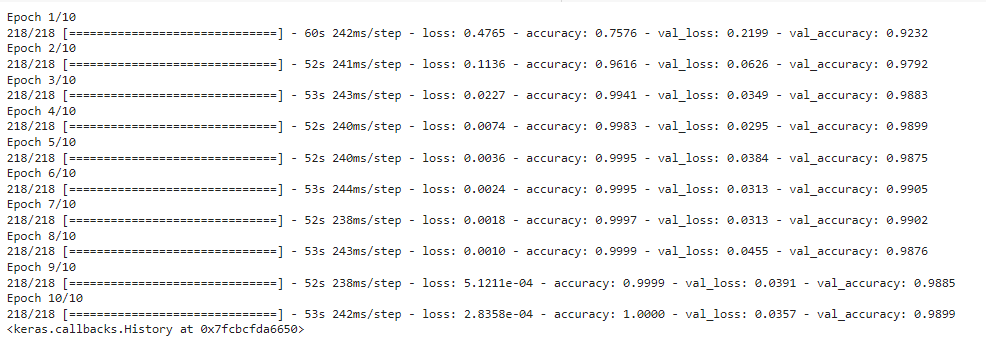 Epoch 1/10
218/218 [==============================] - 60s 242ms/step - loss: 0.4765 - accuracy: 0.7576 - val_loss: 0.2199 - val_accuracy: 0.9232
Epoch 2/10
218/218 [==============================] - 52s 241ms/step - loss: 0.1136 - accuracy: 0.9616 - val_loss: 0.0626 - val_accuracy: 0.9792
Epoch 3/10
218/218 [==============================] - 53s 243ms/step - loss: 0.0227 - accuracy: 0.9941 - val_loss: 0.0349 - val_accuracy: 0.9883
Epoch 4/10
218/218 [==============================] - 52s 240ms/step - loss: 0.0074 - accuracy: 0.9983 - val_loss: 0.0295 - val_accuracy: 0.9899
Epoch 5/10
218/218 [==============================] - 52s 240ms/step - loss: 0.0036 - accuracy: 0.9995 - val_loss: 0.0384 - val_accuracy: 0.9875
Epoch 6/10
218/218 [==============================] - 53s 244ms/step - loss: 0.0024 - accuracy: 0.9995 - val_loss: 0.0313 - val_accuracy: 0.9905
Epoch 7/10
218/218 [==============================] - 52s 238ms/step - loss: 0.0018 - accuracy: 0.9997 - val_loss: 0.0313 - val_accuracy: 0.9902
Epoch 8/10
218/218 [==============================] - 53s 243ms/step - loss: 0.0010 - accuracy: 0.9999 - val_loss: 0.0455 - val_accuracy: 0.9876
Epoch 9/10
218/218 [==============================] - 52s 238ms/step - loss: 5.1211e-04 - accuracy: 0.9999 - val_loss: 0.0391 - val_accuracy: 0.9885
Epoch 10/10
218/218 [==============================] - 53s 242ms/step - loss: 2.8358e-04 - accuracy: 1.0000 - val_loss: 0.0357 - val_accuracy: 0.9899
<keras.callbacks.History at 0x7fcbcfda6650>